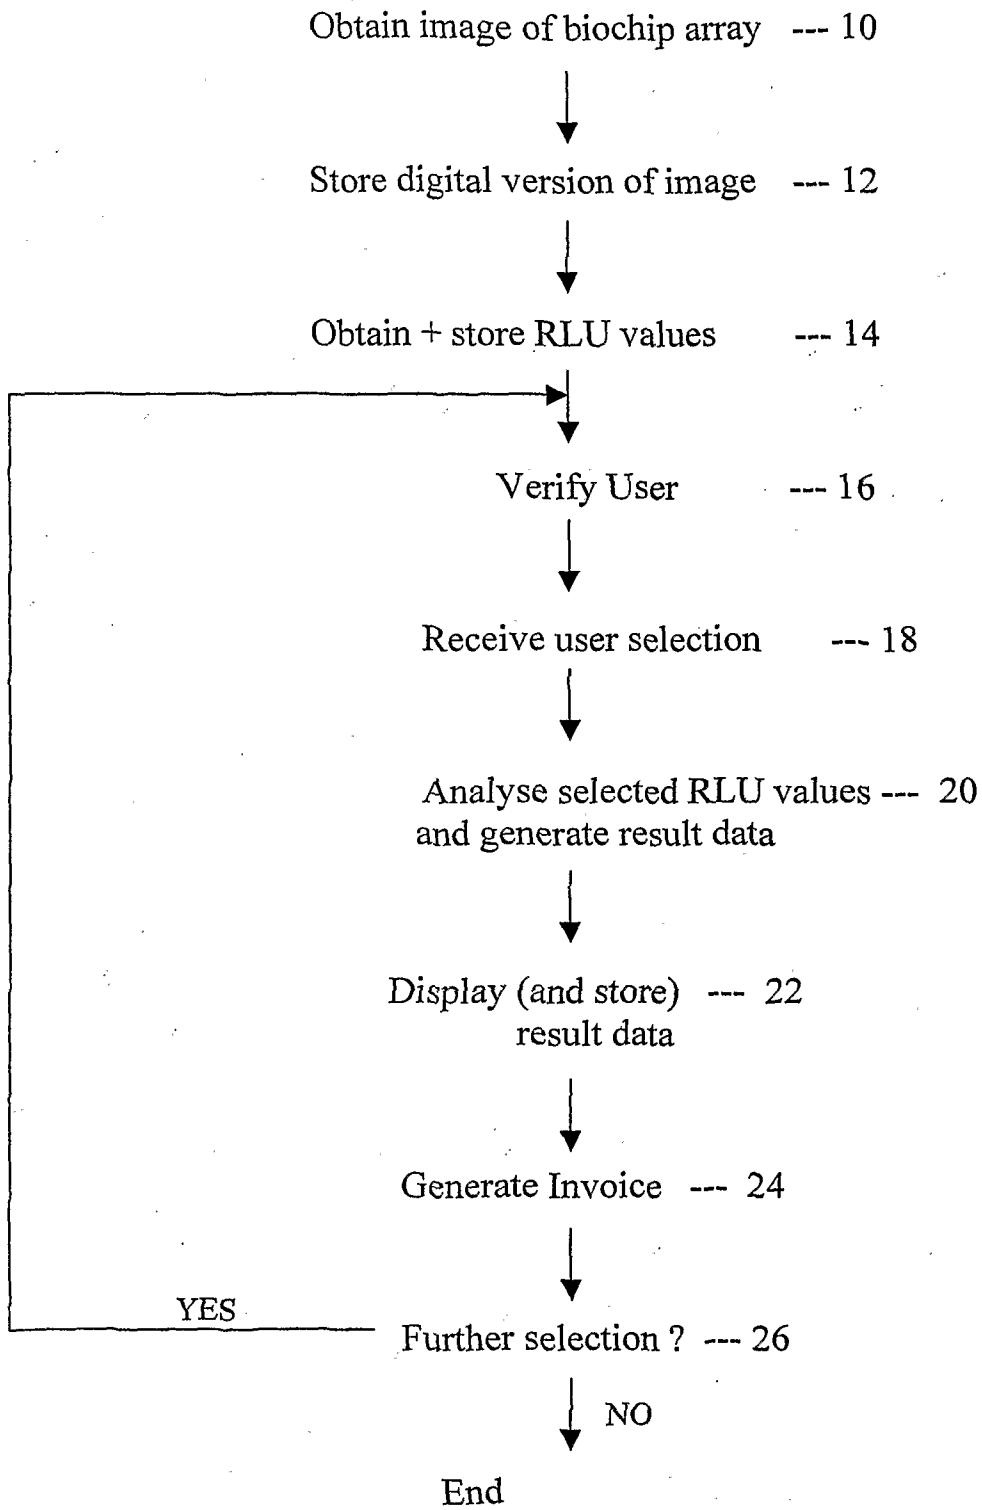 Obtain image of biochip array --- 10
Store digital version of image --- 12
Obtain + store RLU values --- 14
Verify User --- 16
Receive user selection --- 18
Analyse selected RLU values --- 20
and generate result data
Display (and store) --- 22
result data
Generate Invoice --- 24
YES
Further selection ? --- 26
NO
End